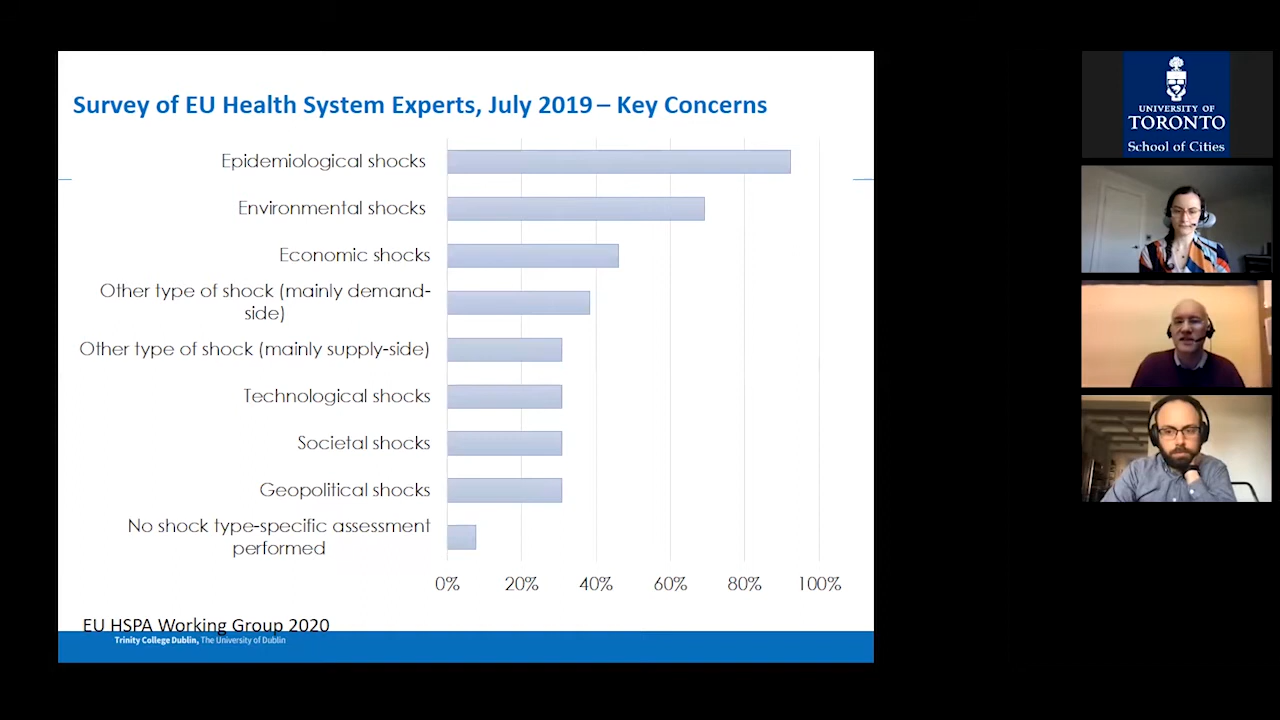 Survey of EU Health System Experts, July 2019 – Key Concerns
Epidemiological shocks
Environmental shocks
Economic shocks
Other type of shock (mainly demand-
side)
Other type of shock (mainly supply-side)
Technological shocks
Societal shocks
Geopolitical shocks
No shock type-specific assessment
performed
0% 20% 40% 60% 80% 100%
EU HSPA Working Group 2020
Trinity College Dublin, The University of Dublin
UNIVERSITY OF
TORONTO
School of Cities